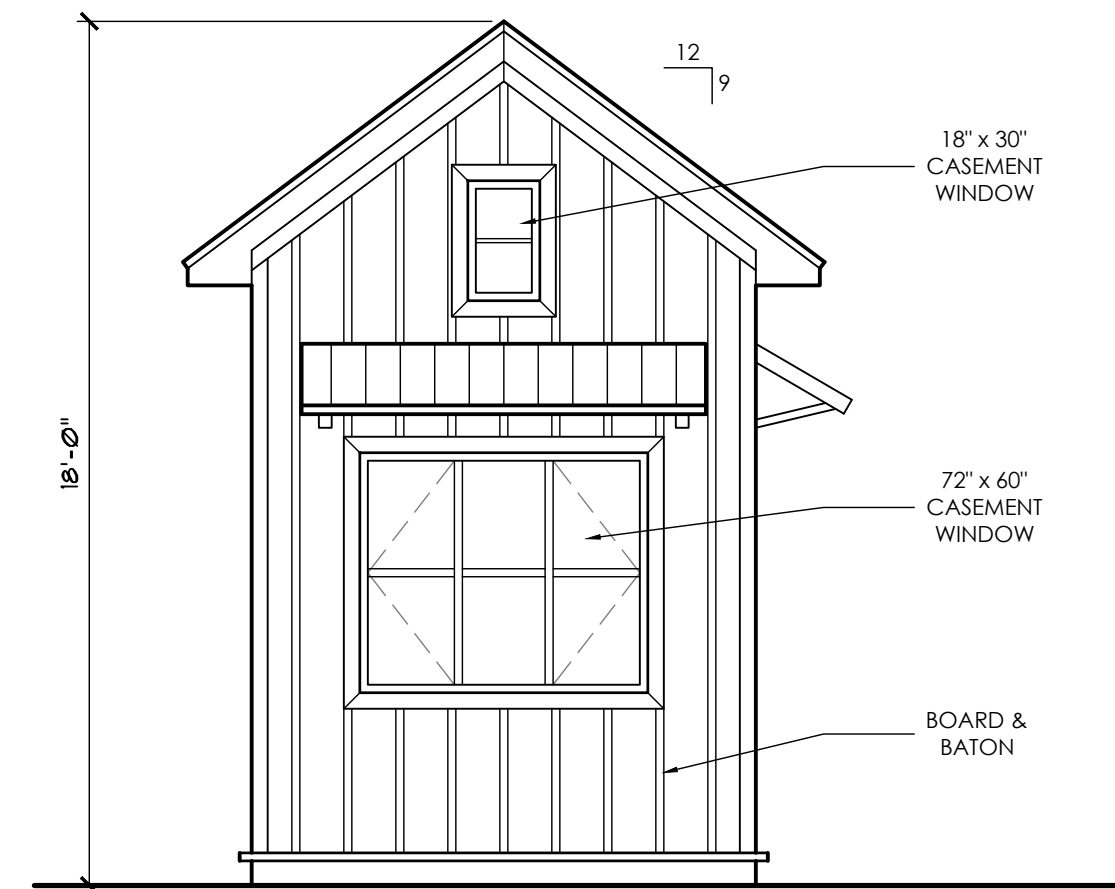 12
9
18" x 30"
CASEMENT
WINDOW
18'-0"
72" x 60"
CASEMENT
WINDOW
BOARD &
BATON